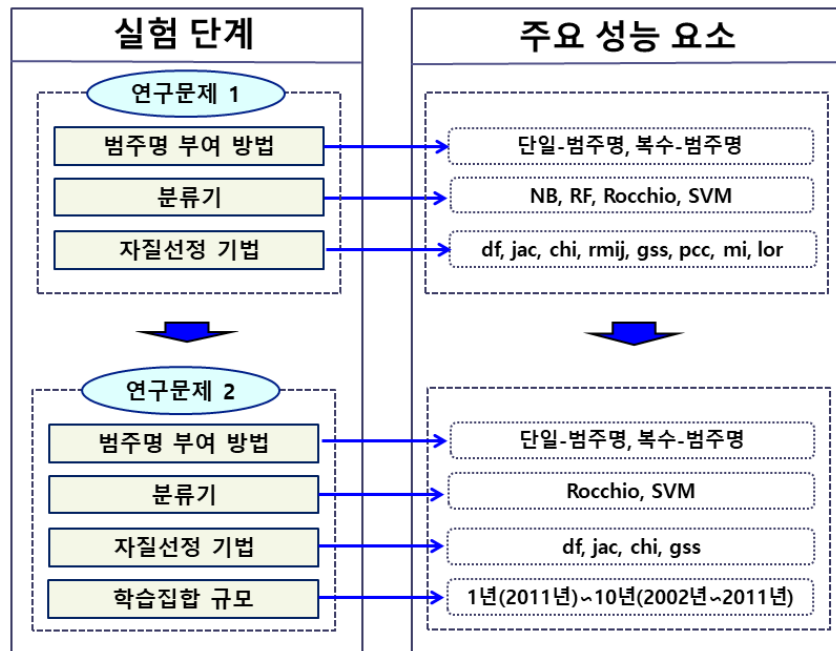 실험 단계
주요 성능 요소
연구문제 1
범주명 부여 방법
단일-범주명, 복수-범주명
분류기
NB, RF, Rocchio, SVM
자질선정 기법
df, jac, chi, rmij, gss, pcc, mi, lor
연구문제 2
범주명 부여 방법
단일-범주명, 복수-범주명
분류기
Rocchio, SVM
자질선정 기법
df, jac, chi, gss
학습집합 규모
1년(2011년)~10년(2002년~2011년)